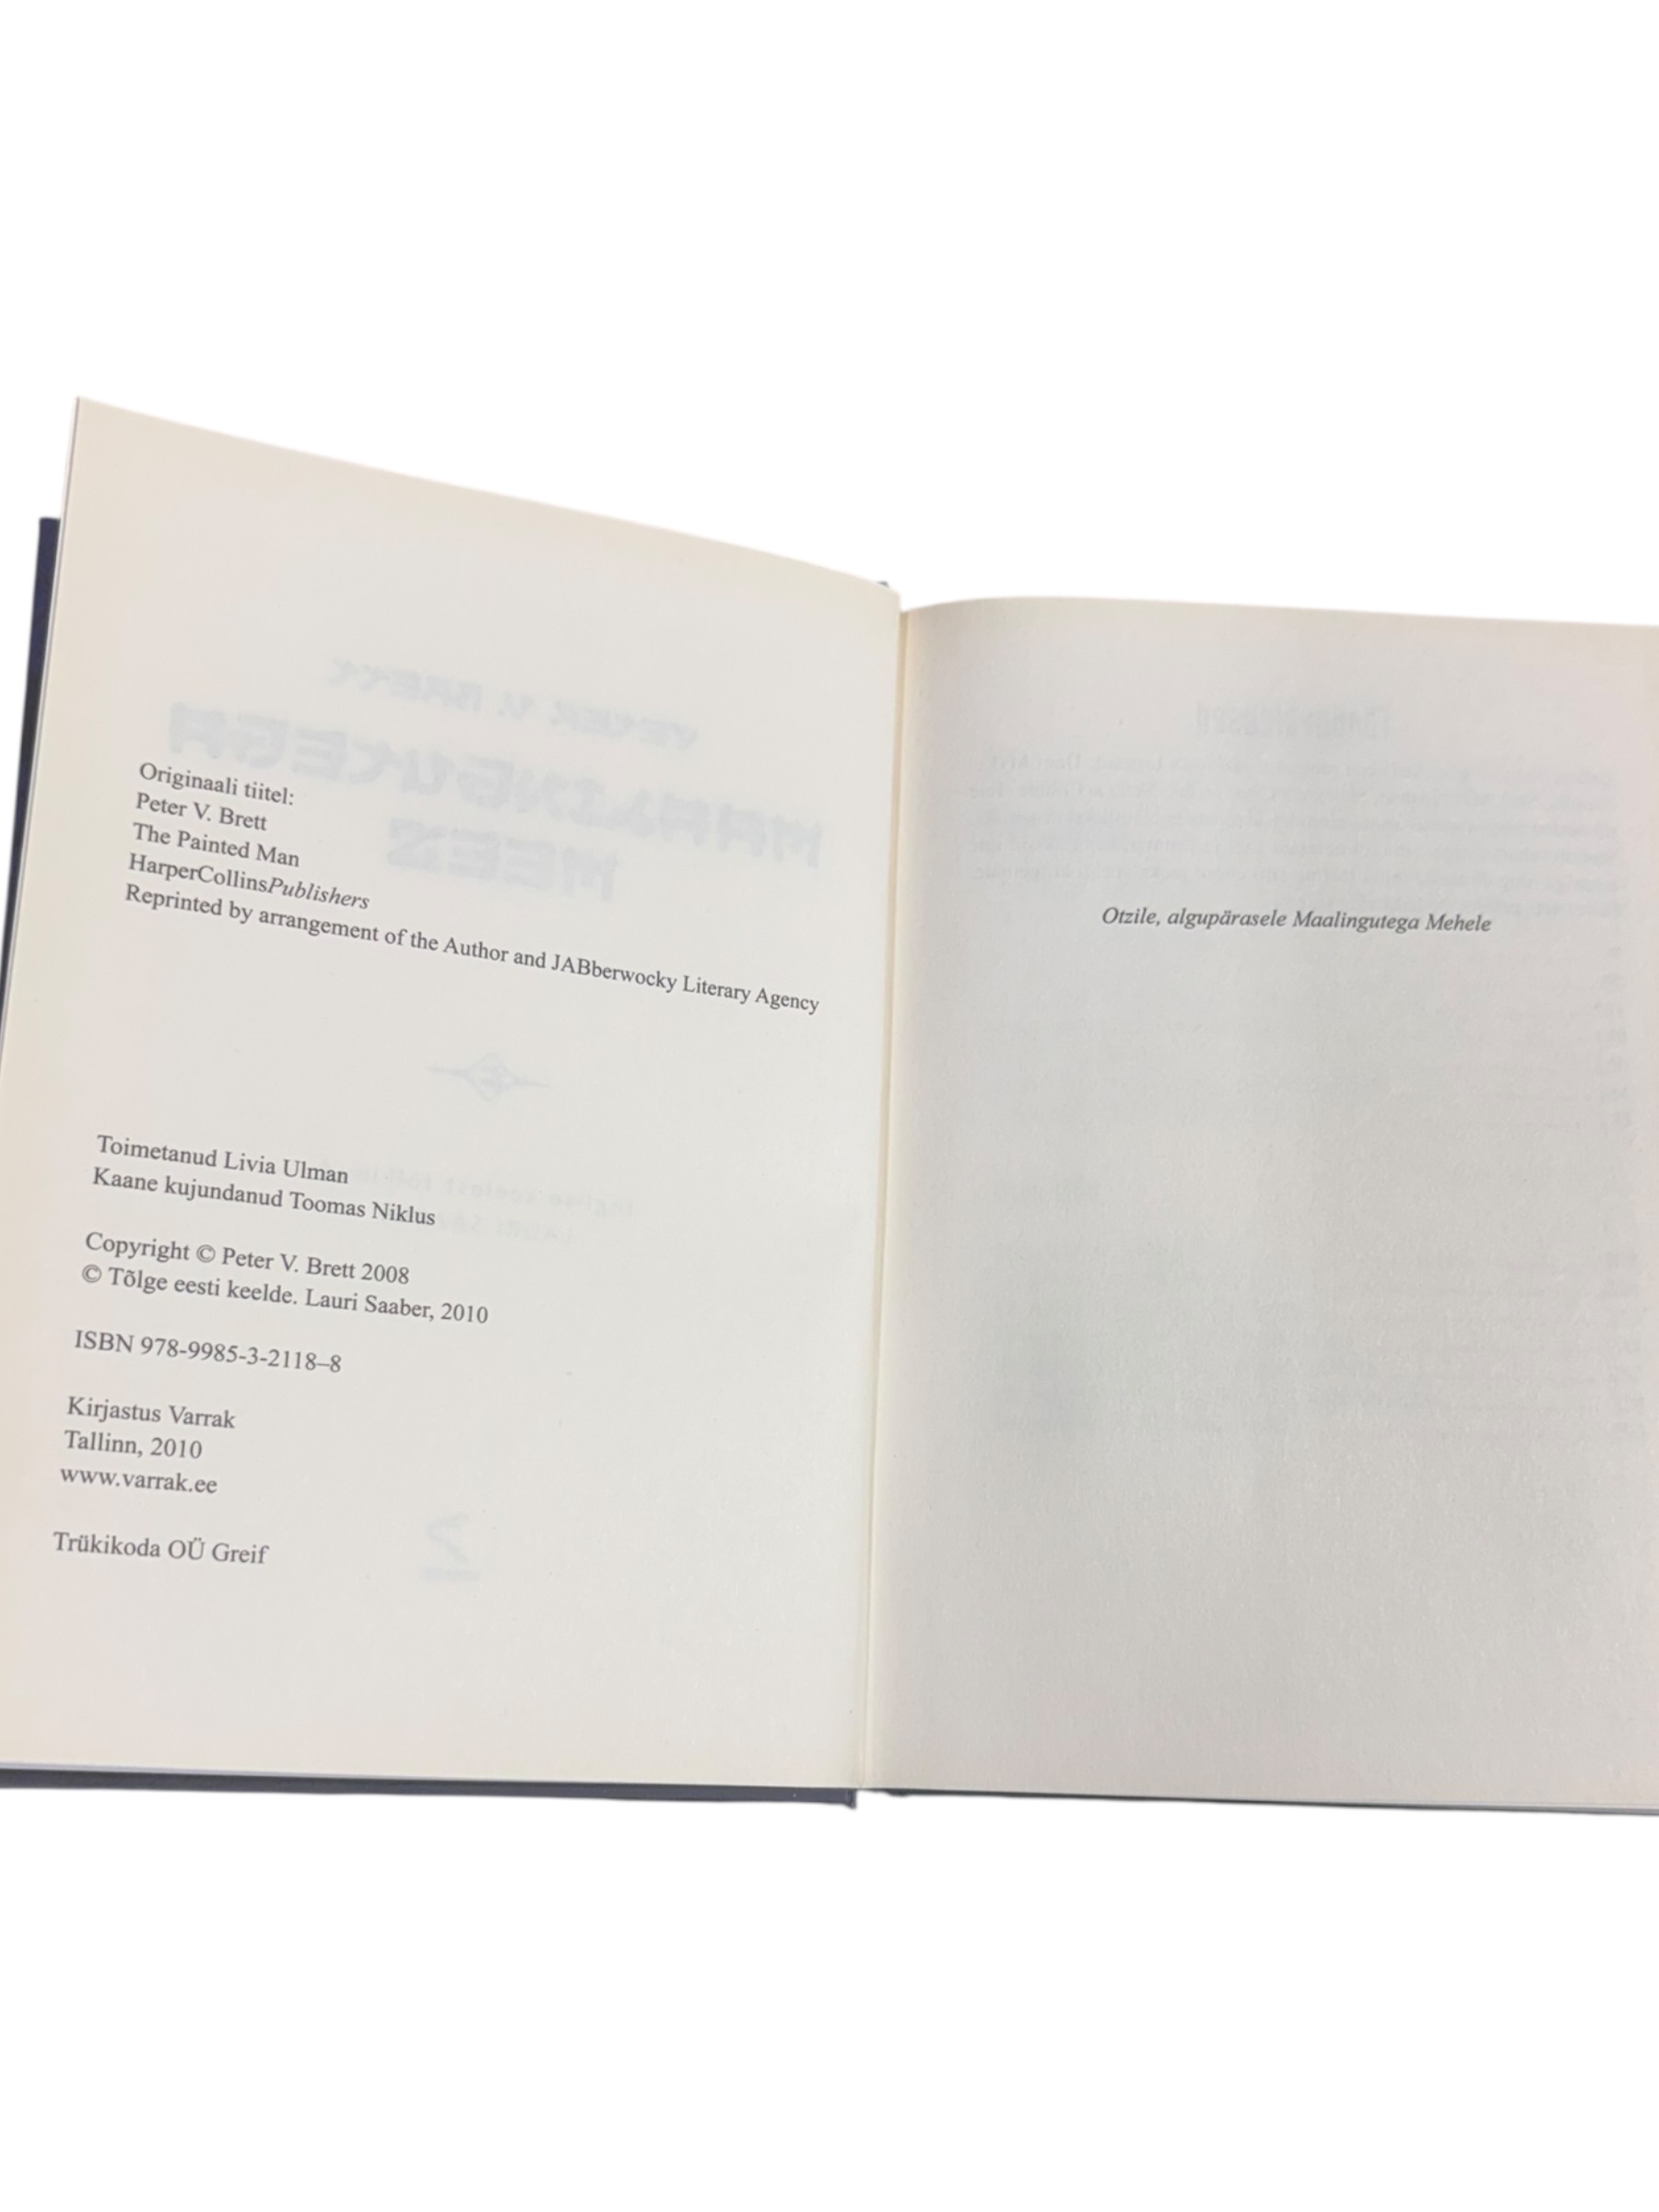 Originaali tiitel:
Peter V. Brett
The Painted Man
HarperCollinsPublishers
Reprinted by arrangement of the Author and JABberwocky Literary Agency
Toimetanud Livia Ulman
Kaane kujundanud Toomas Niklus
Copyright © Peter V. Brett 2008
© Tõlge eesti keelde. Lauri Saaber, 2010
ISBN 978-9985-3-2118–8
Kirjastus Varrak
Tallinn, 2010
www.varrak.ee
Trükikoda OÜ Greif
Otzile, algupärasele Maalingutega Mehele